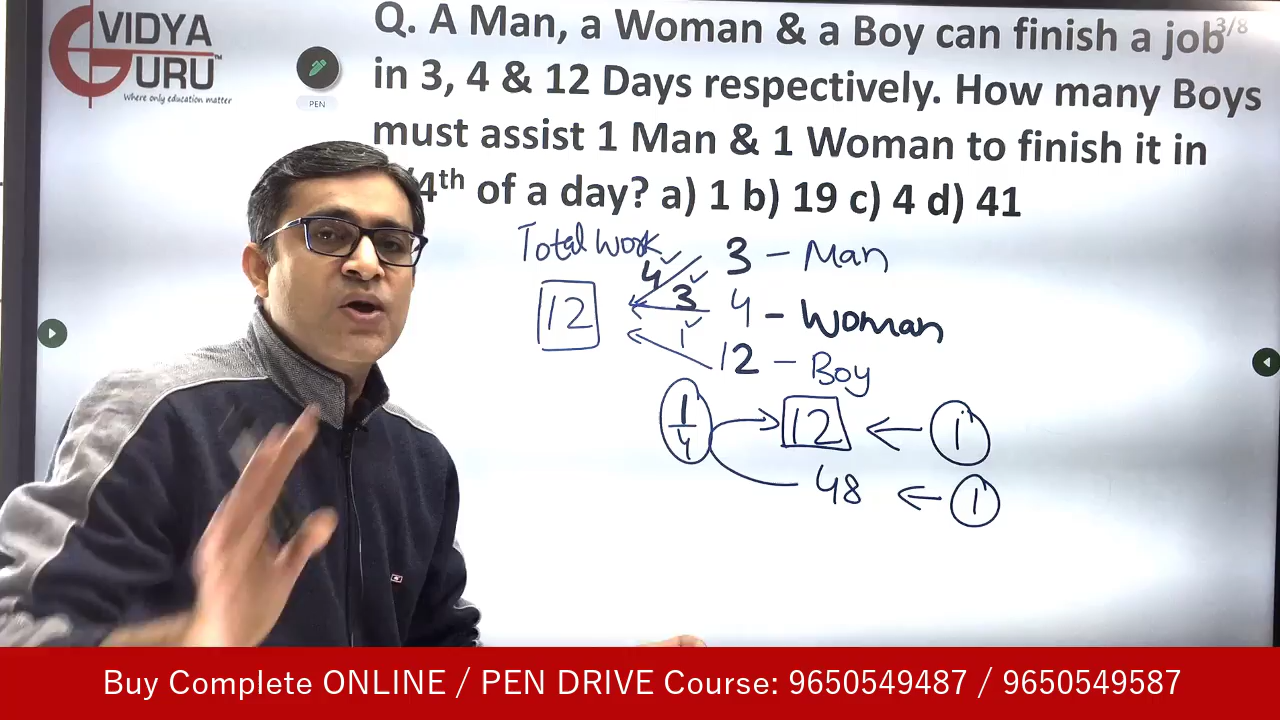 VIDYA
GURU™
Where only education matter
PEN
3/8
Q. A Man, a Woman & a Boy can finish a job
in 3, 4 & 12 Days respectively. How many Boys
must assist 1 Man & 1 Woman to finish it in
/4th of a day? a) 1 b) 19 c) 4 d) 41
Total work 4 3 – Man
12 3 4 – Woman
1 12 – Boy
1/4 12 1
48 1
Buy Complete ONLINE / PEN DRIVE Course: 9650549487 / 9650549587